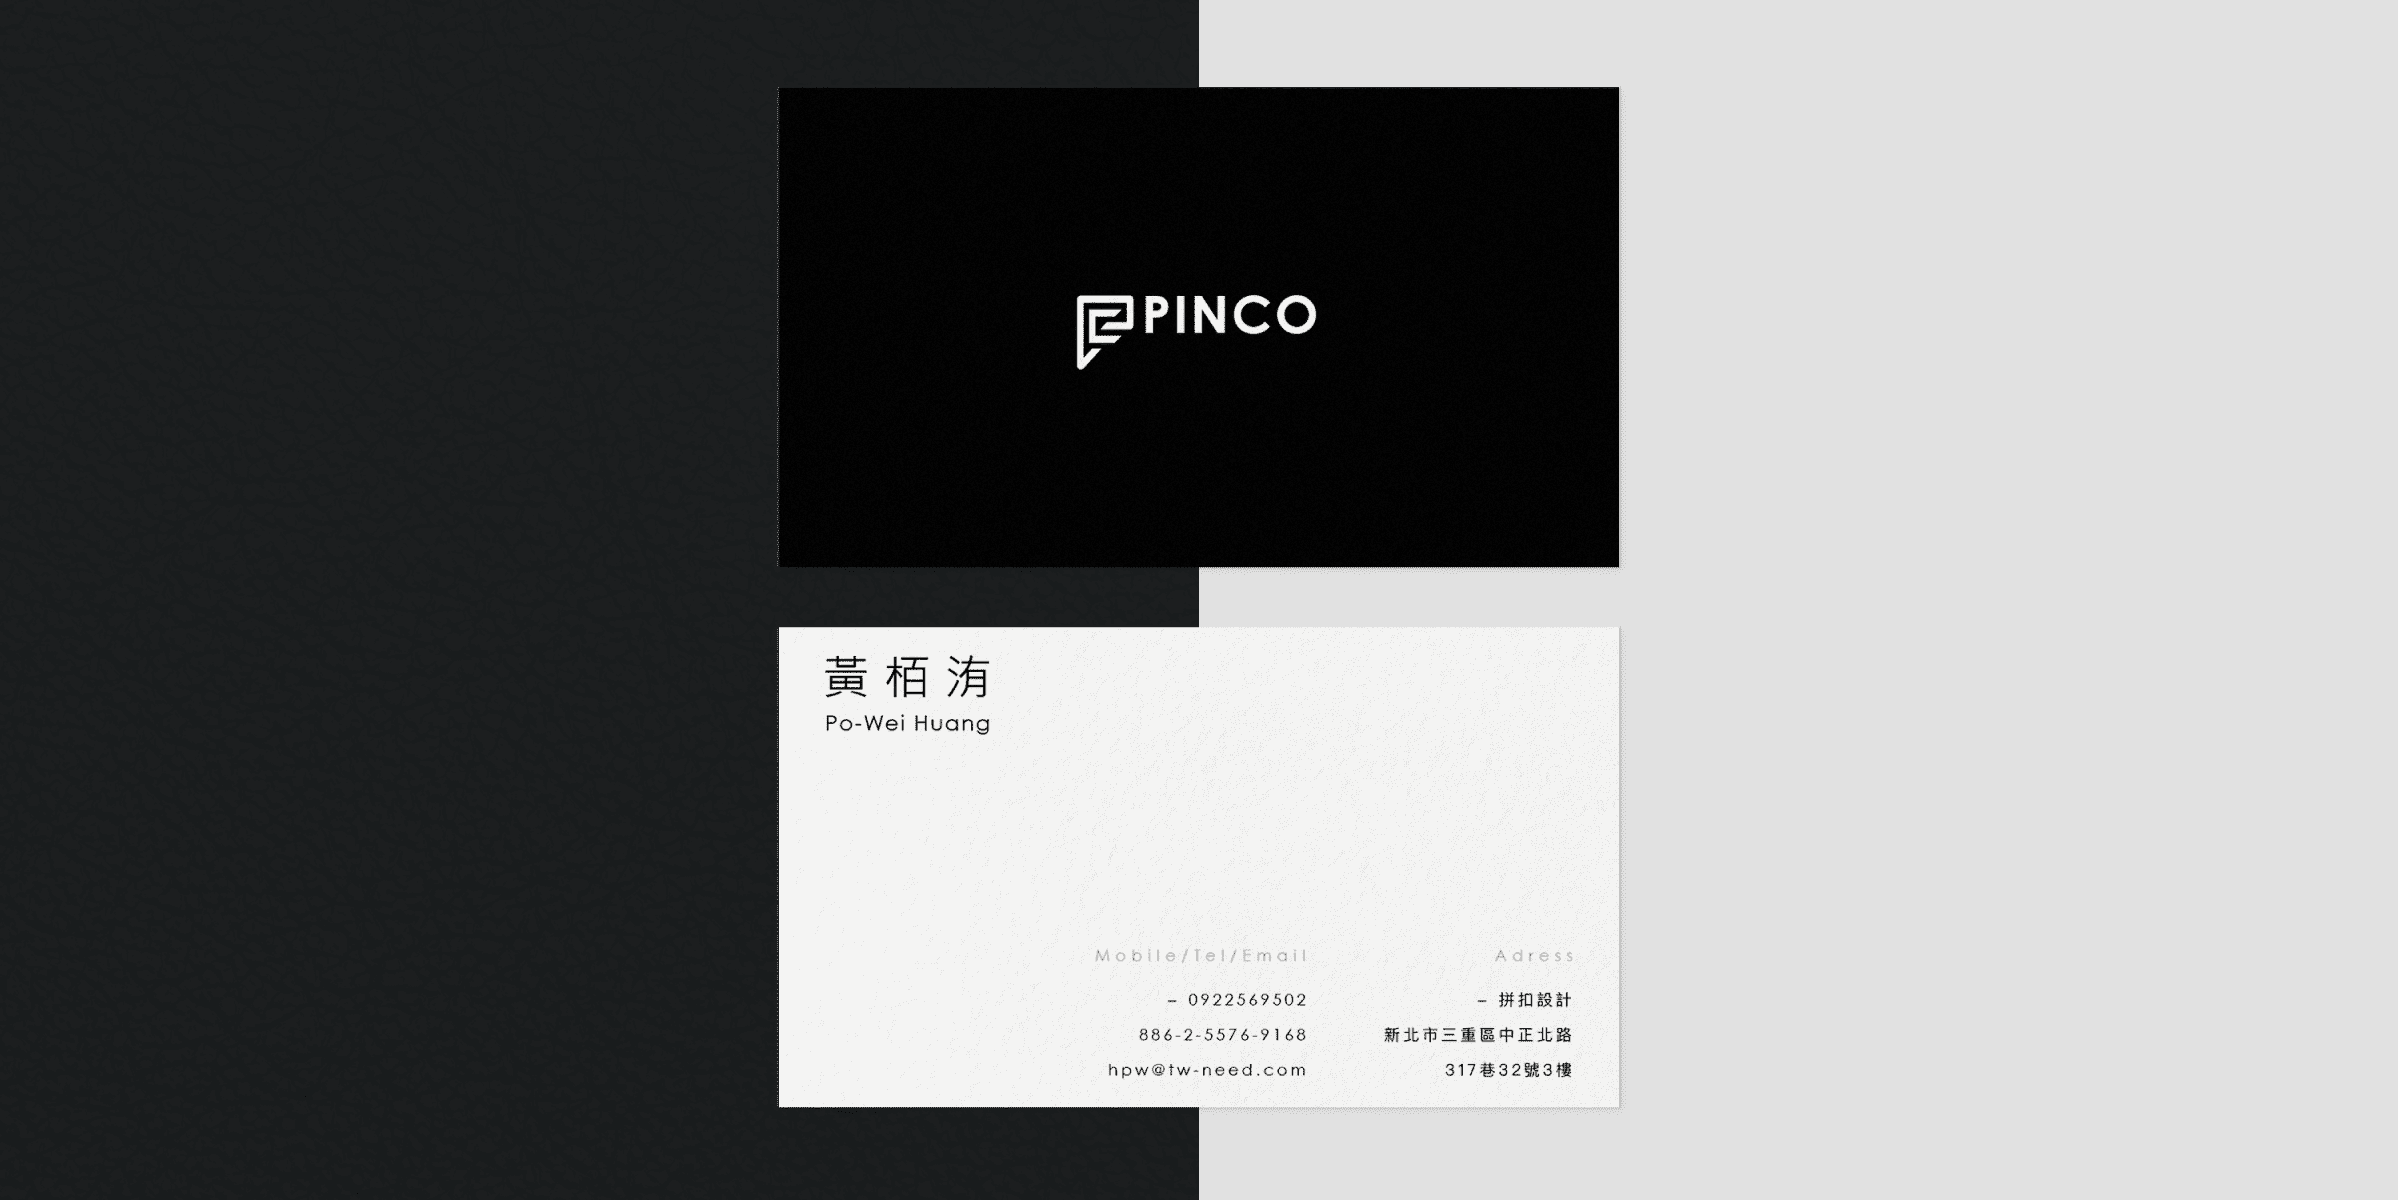 PINCO
黃栢洧
Po-Wei Huang
Mobile/Tel/Email
– 0922569502
886-2-5576-9168
hpw@tw-need.com
Adress
– 拼扣設計
新北市三重區中正北路
317巷32號3樓